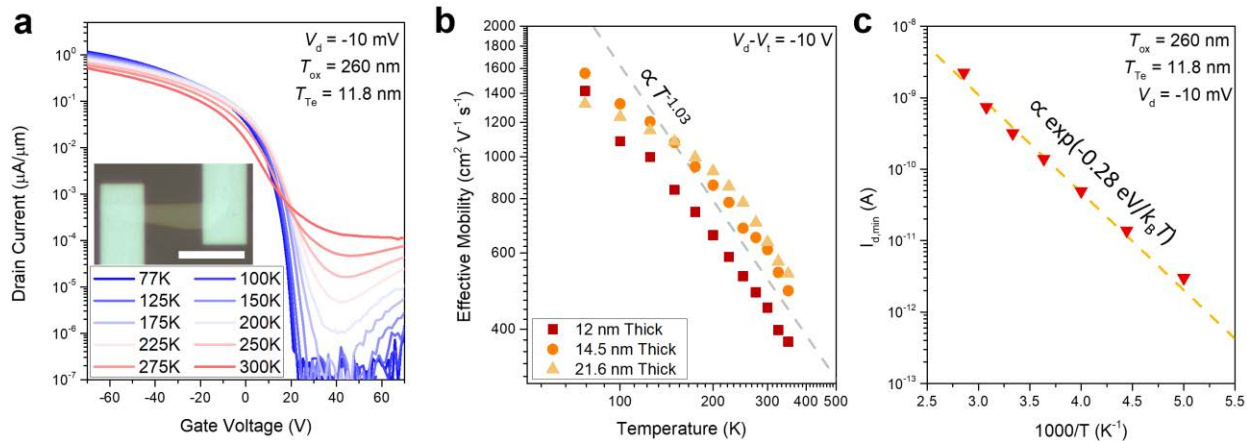 a
V_d = -10 mV
T_ox = 260 nm
T_Te = 11.8 nm
10^0
10^-1
10^-2
10^-3
10^-4
10^-5
10^-6
10^-7
Drain Current (μA/μm)
77K 100K
125K 150K
175K 200K
225K 250K
275K 300K
-60 -40 -20 0 20 40 60
Gate Voltage (V)
b
V_d-V_t = -10 V
2000
1800
1600
1400
1200
1000
800
600
400
Effective Mobility (cm^2 V^-1 s^-1)
∝ T^-1.03
12 nm Thick
14.5 nm Thick
21.6 nm Thick
100 200 300 400 500
Temperature (K)
c
T_ox = 260 nm
T_Te = 11.8 nm
V_d = -10 mV
10^-8
10^-9
10^-10
10^-11
10^-12
10^-13
I_d,min (A)
∝ exp(-0.28 eV/k_B T)
2.5 3.0 3.5 4.0 4.5 5.0 5.5
1000/T (K^-1)